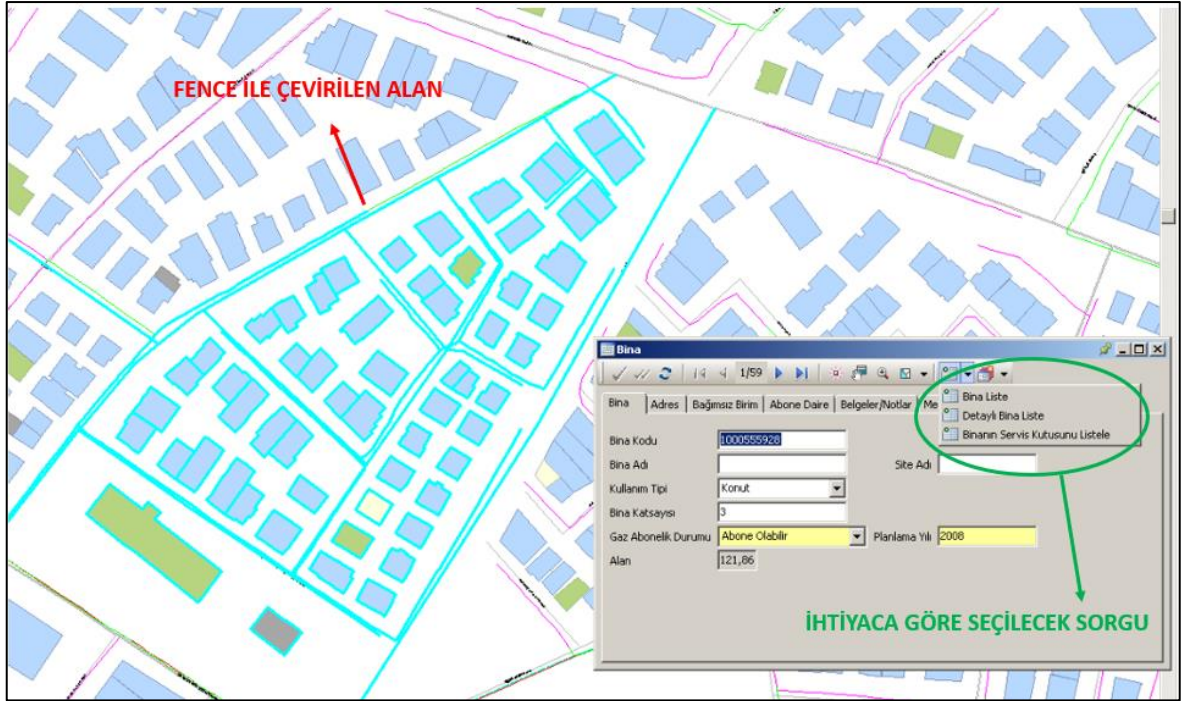 FENCE İLE ÇEVİRİLEN ALAN
Bina
1/59
Bina Liste
Detaylı Bina Liste
Binanın Servis Kutusunu Listele
Bina Adres Bağımsız Birim Abone Daire Belgeler/Notlar Me
Bina Kodu 1000555928
Bina Adı Site Adı
Kullanım Tipi Konut
Bina Katsayısı 3
Gaz Abonelik Durumu Abone Olabilir Planlama Yılı 2008
Alan 121,86
İHTİYACA GÖRE SEÇİLECEK SORGU